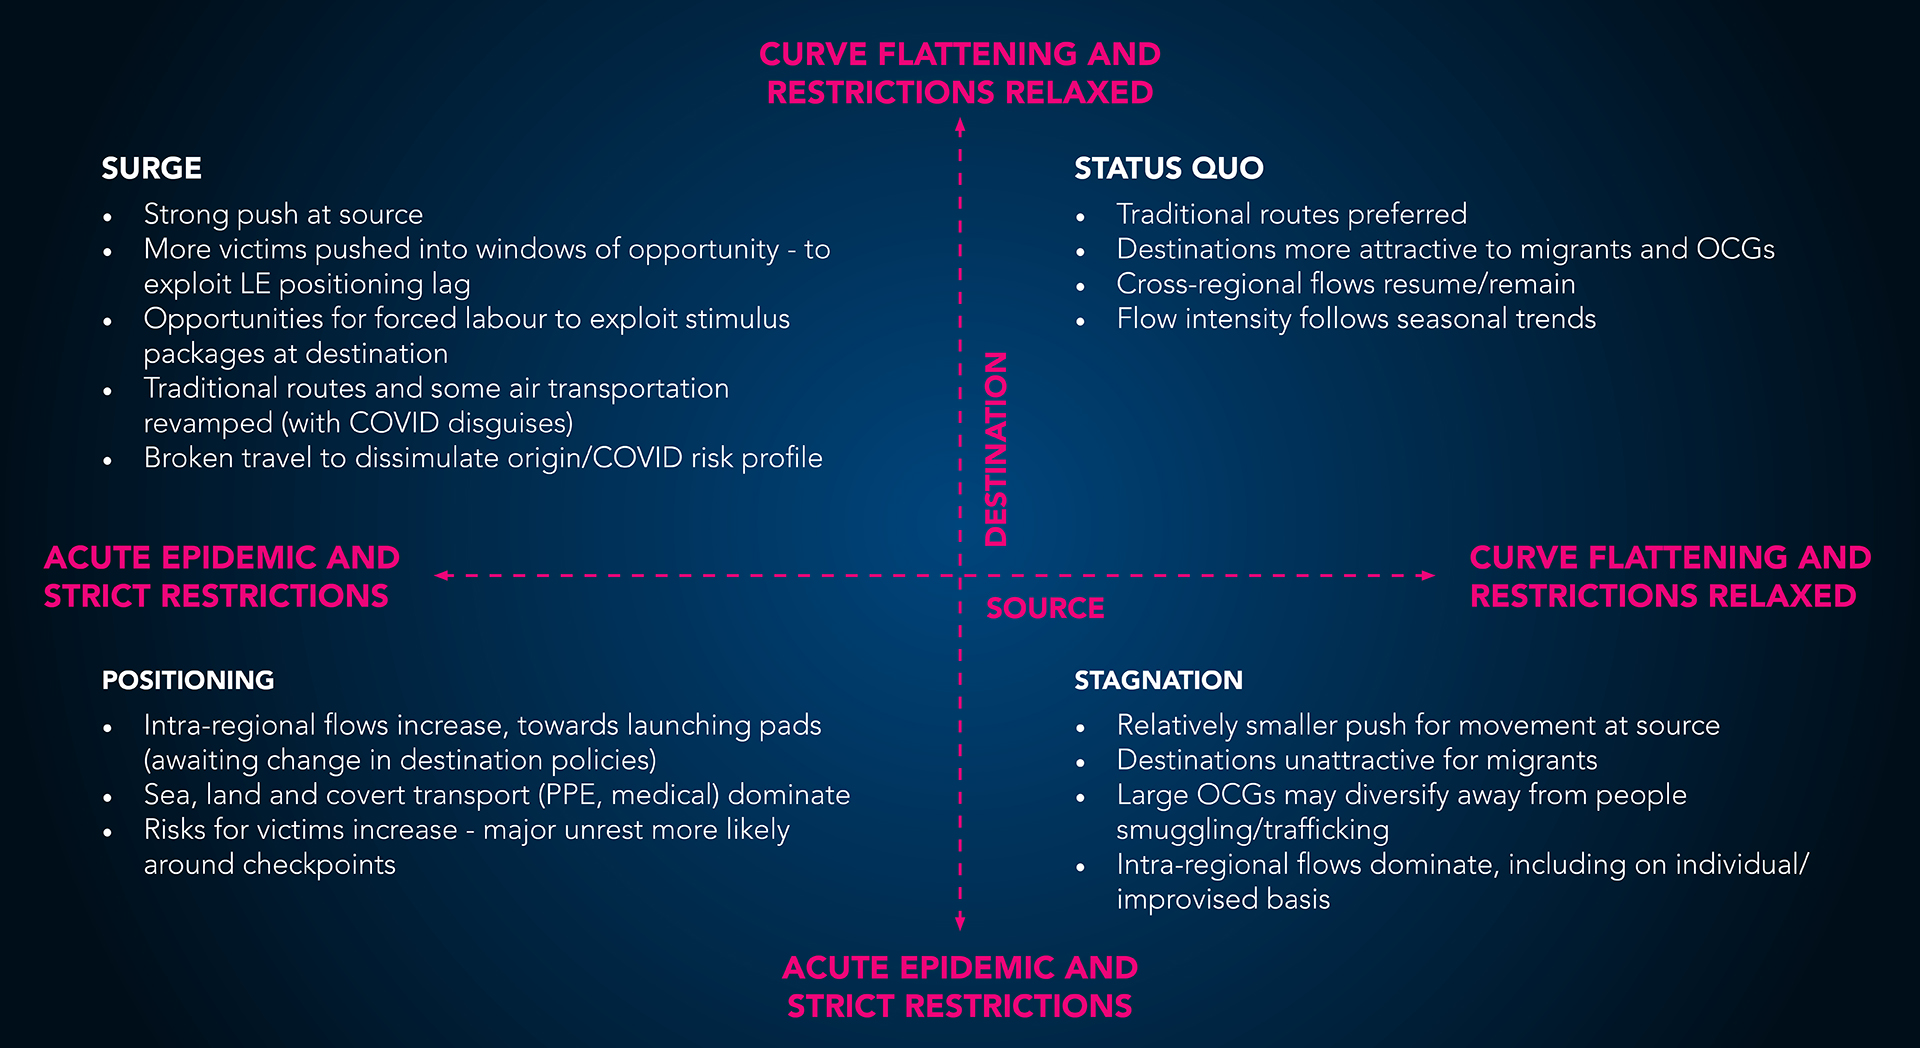 CURVE FLATTENING AND
RESTRICTIONS RELAXED
SURGE
• Strong push at source
• More victims pushed into windows of opportunity - to
exploit LE positioning lag
• Opportunities for forced labour to exploit stimulus
packages at destination
• Traditional routes and some air transportation
revamped (with COVID disguises)
• Broken travel to dissimulate origin/COVID risk profile
STATUS QUO
• Traditional routes preferred
• Destinations more attractive to migrants and OCGs
• Cross-regional flows resume/remain
• Flow intensity follows seasonal trends
DESTINATION
ACUTE EPIDEMIC AND
STRICT RESTRICTIONS
SOURCE
CURVE FLATTENING AND
RESTRICTIONS RELAXED
POSITIONING
• Intra-regional flows increase, towards launching pads
(awaiting change in destination policies)
• Sea, land and covert transport (PPE, medical) dominate
• Risks for victims increase - major unrest more likely
around checkpoints
STAGNATION
• Relatively smaller push for movement at source
• Destinations unattractive for migrants
• Large OCGs may diversify away from people
smuggling/trafficking
• Intra-regional flows dominate, including on individual/
improvised basis
ACUTE EPIDEMIC AND
STRICT RESTRICTIONS